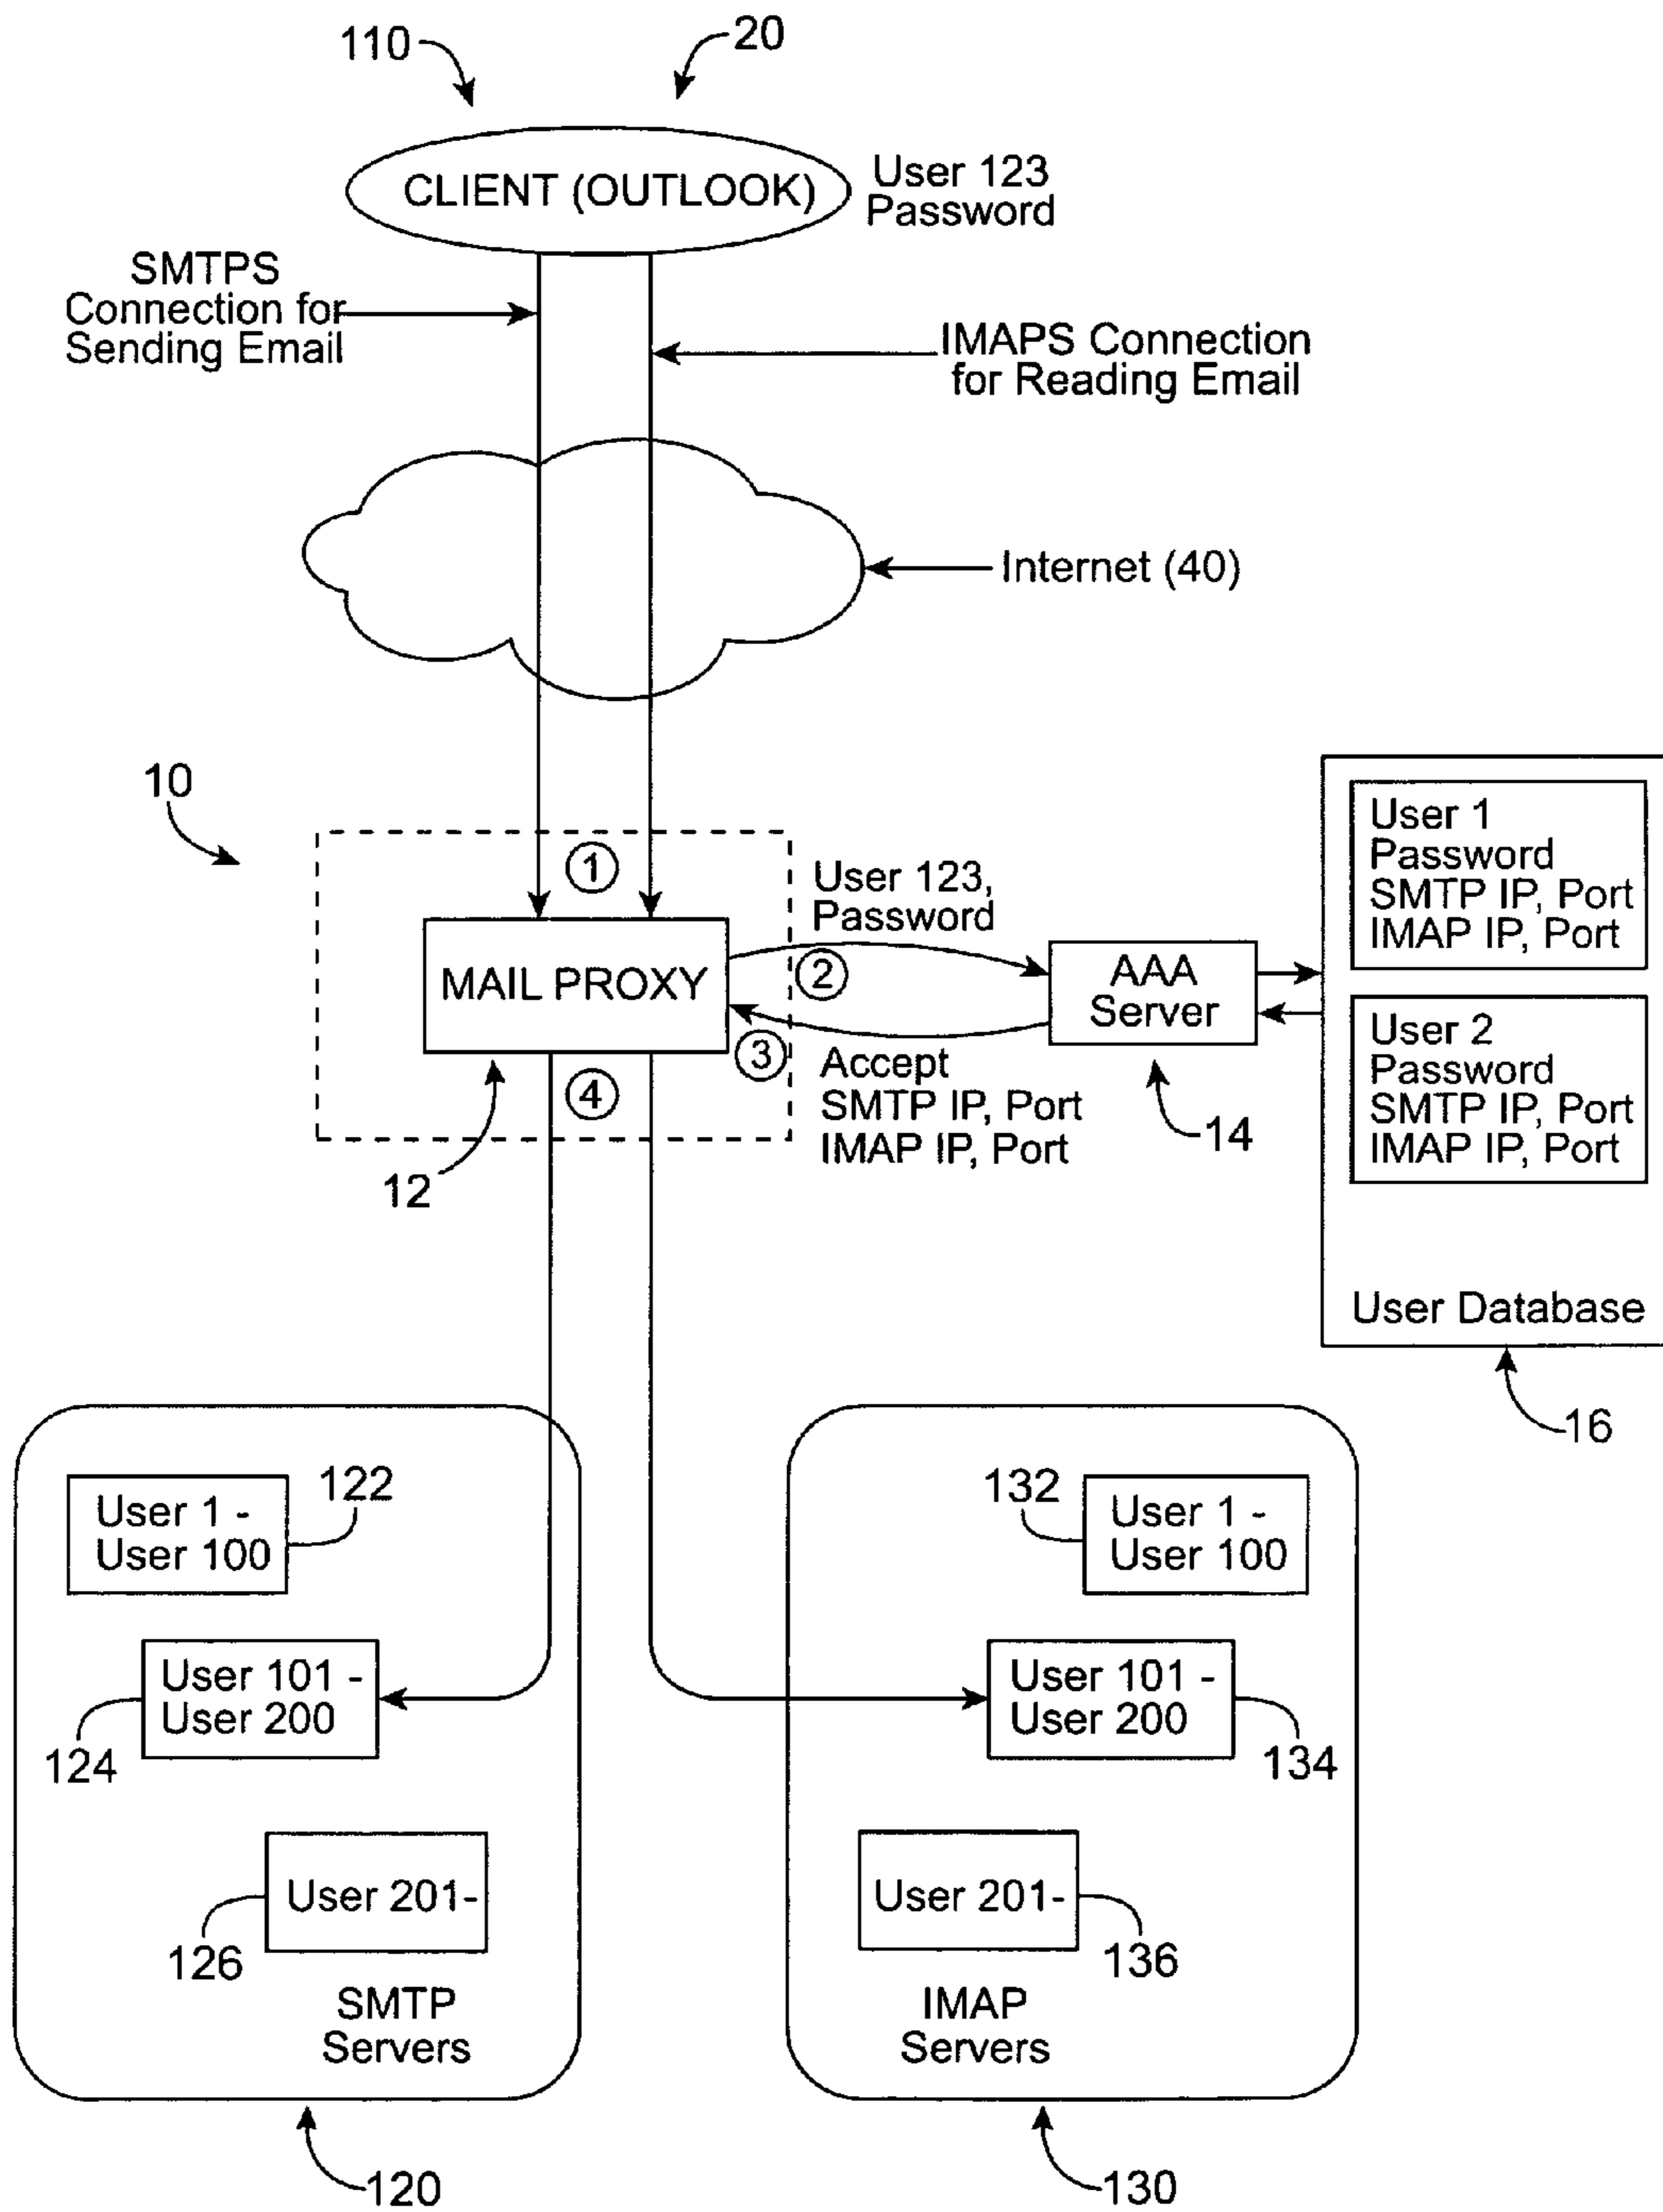 110
20
CLIENT (OUTLOOK)
User 123
Password
SMTPS
Connection for
Sending Email
IMAPS Connection
for Reading Email
Internet (40)
10
1
User 123,
Password
MAIL PROXY
2
AAA
Server
3
Accept
SMTP IP, Port
IMAP IP, Port
4
12
14
User 1
Password
SMTP IP, Port
IMAP IP, Port
User 2
Password
SMTP IP, Port
IMAP IP, Port
User Database
16
User 1 -
User 100
122
User 101 -
User 200
124
User 201-
126
SMTP
Servers
120
132
User 1 -
User 100
User 101 -
User 200
134
User 201-
136
IMAP
Servers
130